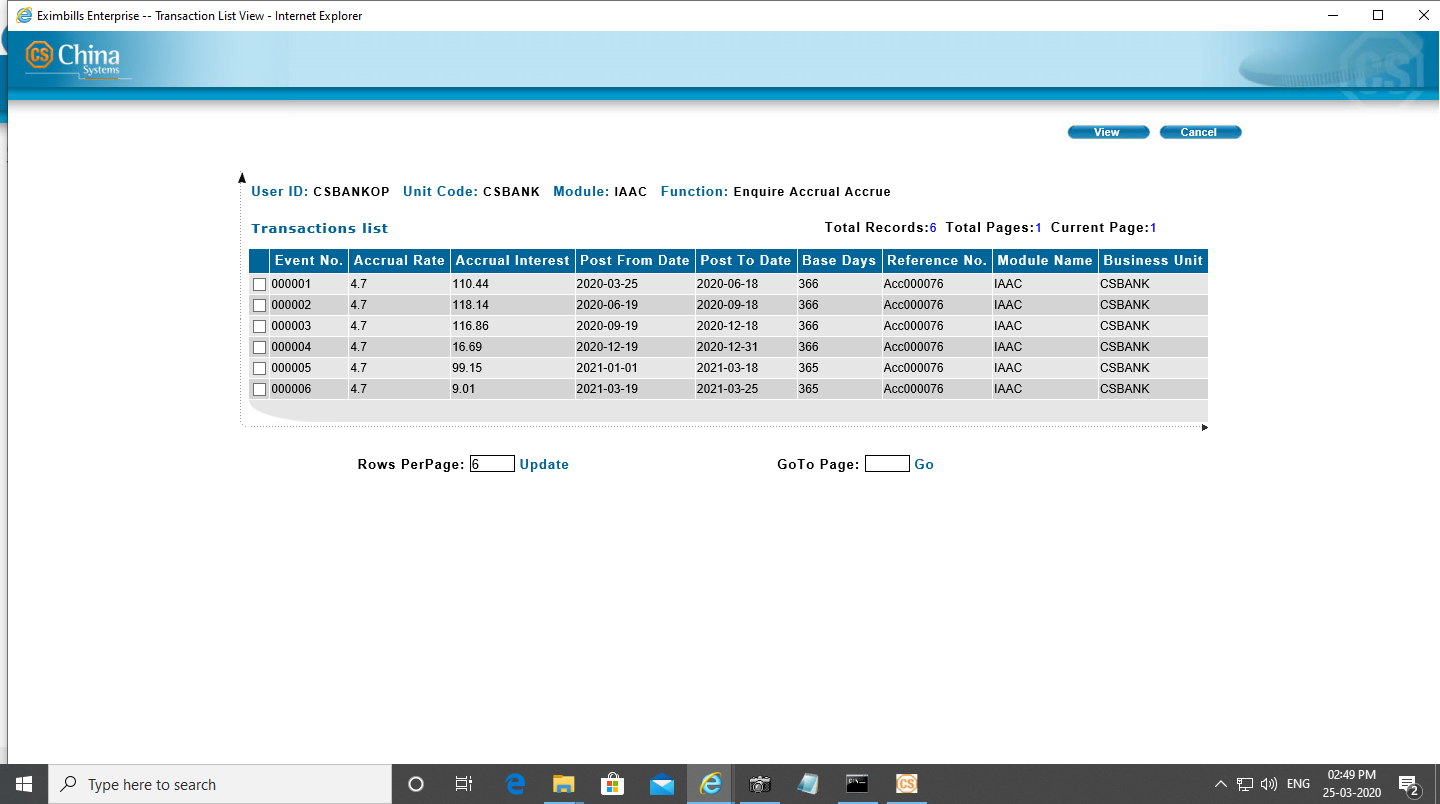 Eximbills Enterprise -- Transaction List View - Internet Explorer
CS China
Systems
CS
View Cancel
User ID: CSBANKOP Unit Code: CSBANK Module: IAAC Function: Enquire Accrual Accrue
Transactions list Total Records:6 Total Pages:1 Current Page:1
Event No. Accrual Rate Accrual Interest Post From Date Post To Date Base Days Reference No. Module Name Business Unit
000001 4.7 110.44 2020-03-25 2020-06-18 366 Acc000076 IAAC CSBANK
000002 4.7 118.14 2020-06-19 2020-09-18 366 Acc000076 IAAC CSBANK
000003 4.7 116.86 2020-09-19 2020-12-18 366 Acc000076 IAAC CSBANK
000004 4.7 16.69 2020-12-19 2020-12-31 366 Acc000076 IAAC CSBANK
000005 4.7 99.15 2021-01-01 2021-03-18 365 Acc000076 IAAC CSBANK
000006 4.7 9.01 2021-03-19 2021-03-25 365 Acc000076 IAAC CSBANK
Rows PerPage: 6 Update GoTo Page: Go
Type here to search CS ENG 02:49 PM
25-03-2020 2